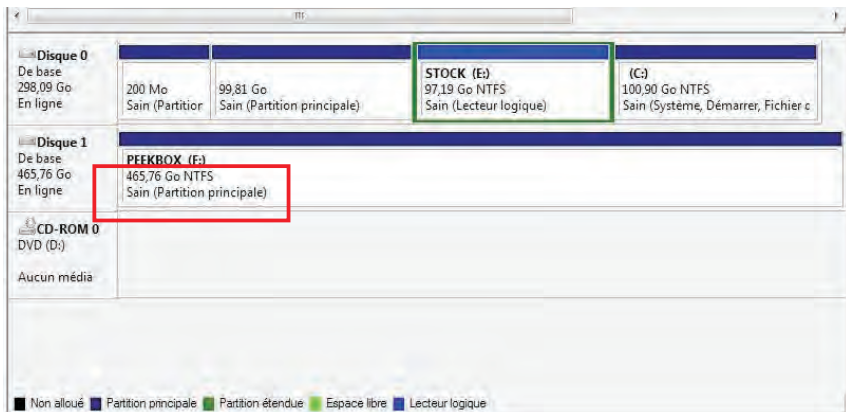 Disque 0
De base
298,09 Go
En ligne
200 Mo
Sain (Partition
99,81 Go
Sain (Partition principale)
STOCK (E:)
97,19 Go NTFS
Sain (Lecteur logique)
(C:)
100,90 Go NTFS
Sain (Système, Démarrer, Fichier c
Disque 1
De base
465,76 Go
En ligne
PEEKBOX (F:)
465,76 Go NTFS
Sain (Partition principale)
CD-ROM 0
DVD (D:)
Aucun média
Non alloué Partition principale Partition étendue Espace libre Lecteur logique